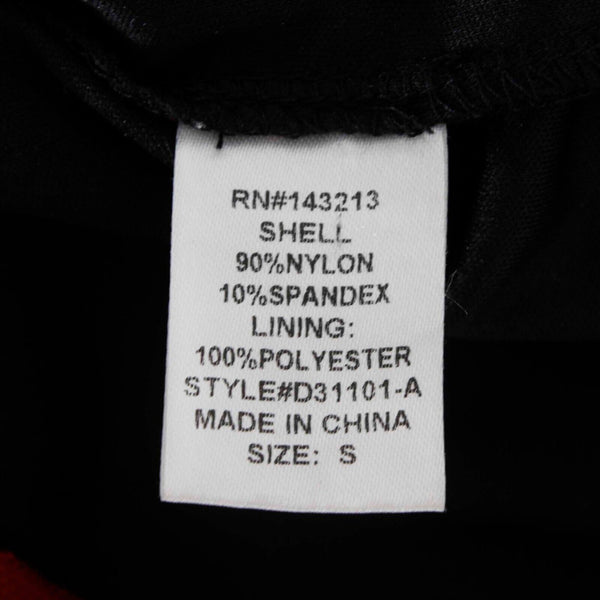 RN#143213
SHELL
90%NYLON
10%SPANDEX
LINING:
100%POLYESTER
STYLE#D31101-A
MADE IN CHINA
SIZE: S